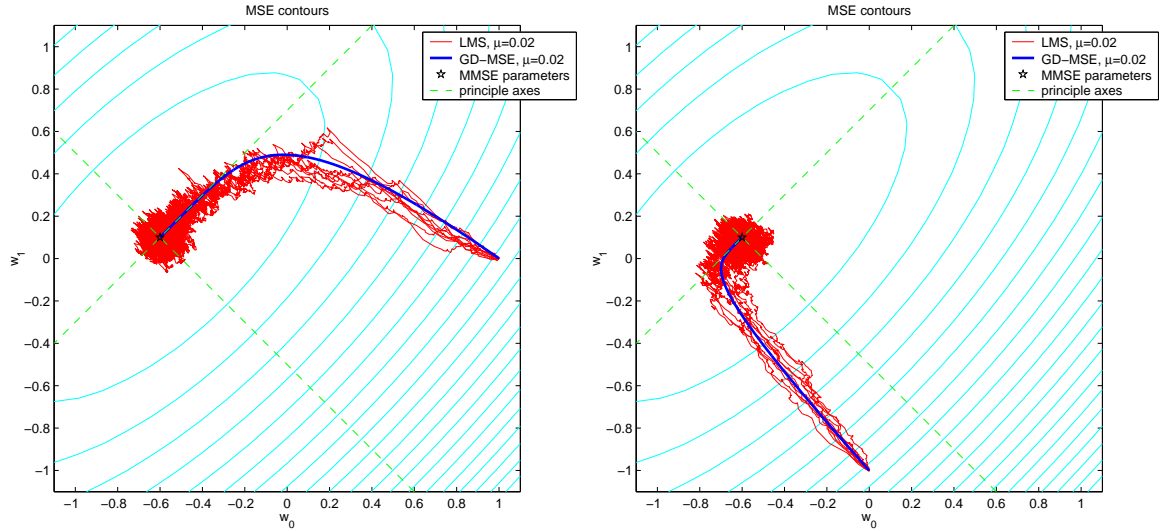 MSE contours
LMS, μ=0.02
GD−MSE, μ=0.02
MMSE parameters
principle axes
1
0.8
0.6
0.4
0.2
0
−0.2
−0.4
−0.6
−0.8
−1
w1
−1 −0.8 −0.6 −0.4 −0.2 0 0.2 0.4 0.6 0.8 1
w0
MSE contours
LMS, μ=0.02
GD−MSE, μ=0.02
MMSE parameters
principle axes
1
0.8
0.6
0.4
0.2
0
−0.2
−0.4
−0.6
−0.8
−1
w1
−1 −0.8 −0.6 −0.4 −0.2 0 0.2 0.4 0.6 0.8 1
w0